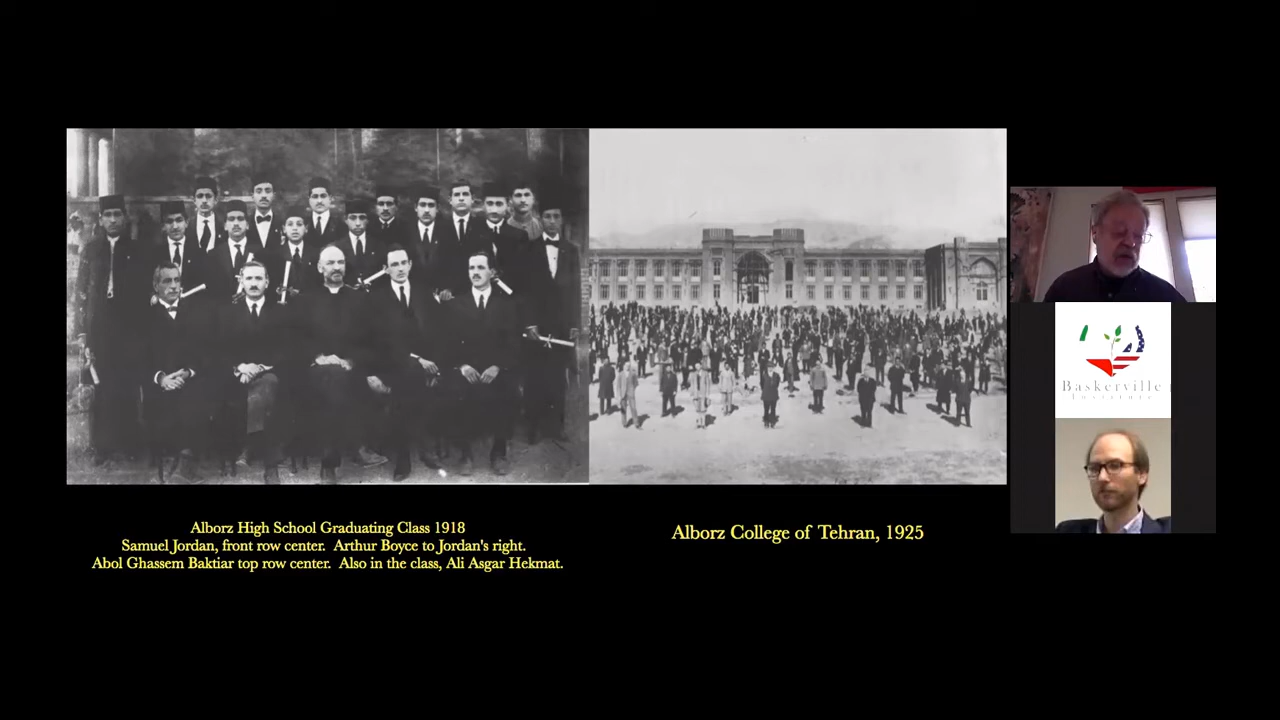 Alborz High School Graduating Class 1918
Samuel Jordan, front row center. Arthur Boyce to Jordan's right.
Abol Ghassem Baktiar top row center. Also in the class, Ali Asgar Hekmat.
Alborz College of Tehran, 1925
Baskerville
Institute